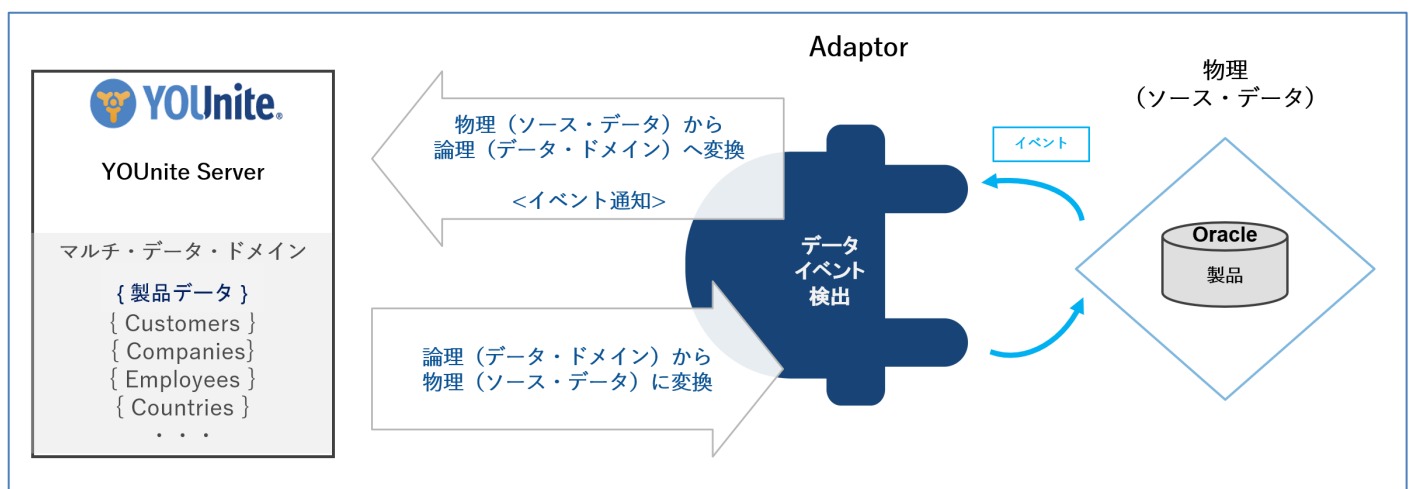 YOUnite®
YOUnite Server
マルチ・データ・ドメイン
{ 製品データ }
{ Customers }
{ Companies}
{ Employees }
{ Countries }
・・・
物理（ソース・データ）から
論理（データ・ドメイン）へ変換
<イベント通知>
論理（データ・ドメイン）から
物理（ソース・データ）に変換
Adaptor
データ
イベント
検出
イベント
物理
（ソース・データ）
Oracle
製品